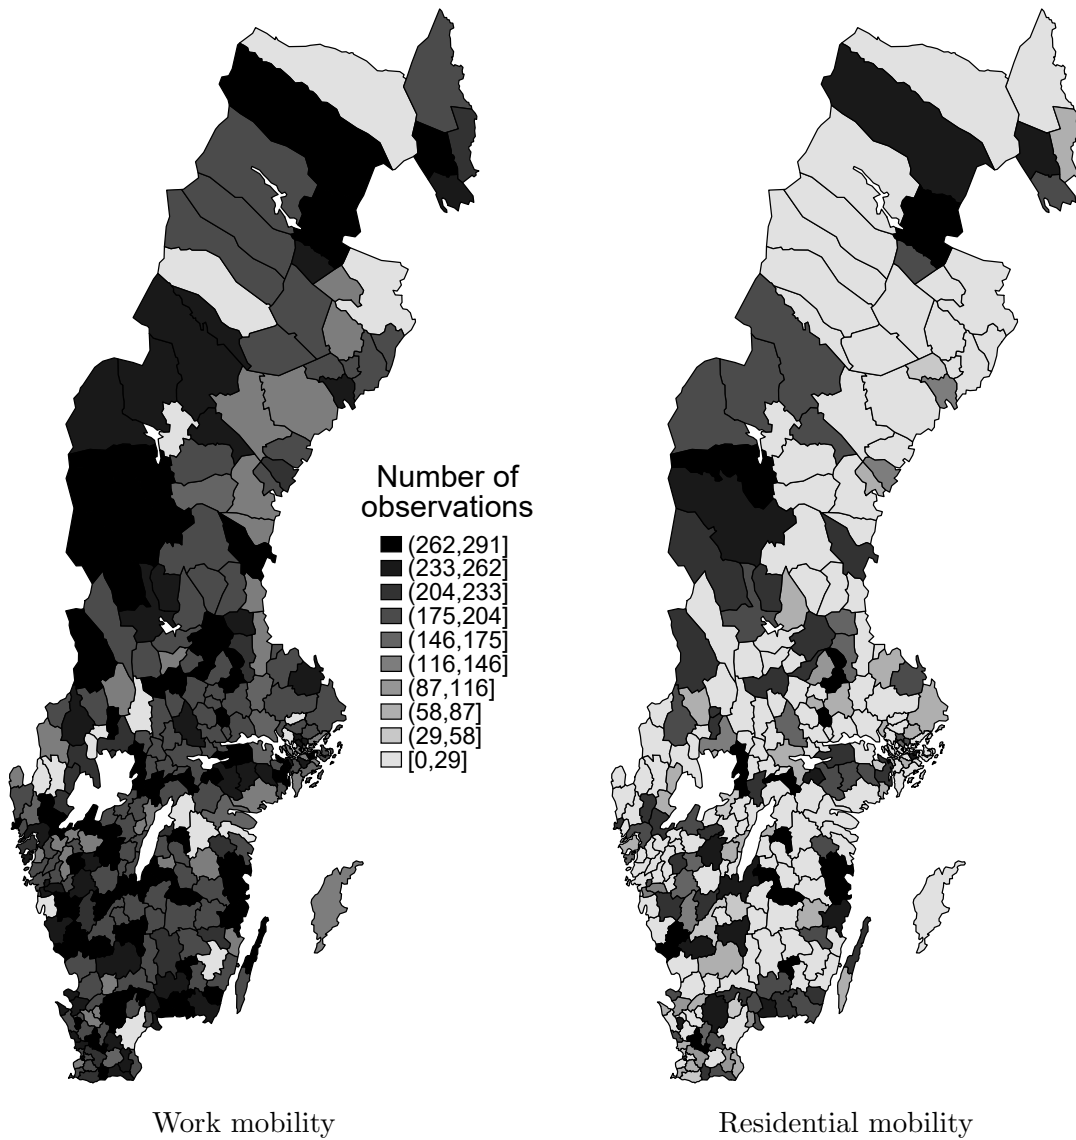 Number of
observations
(262,291]
(233,262]
(204,233]
(175,204]
(146,175]
(116,146]
(87,116]
(58,87]
(29,58]
[0,29]
Work mobility
Residential mobility